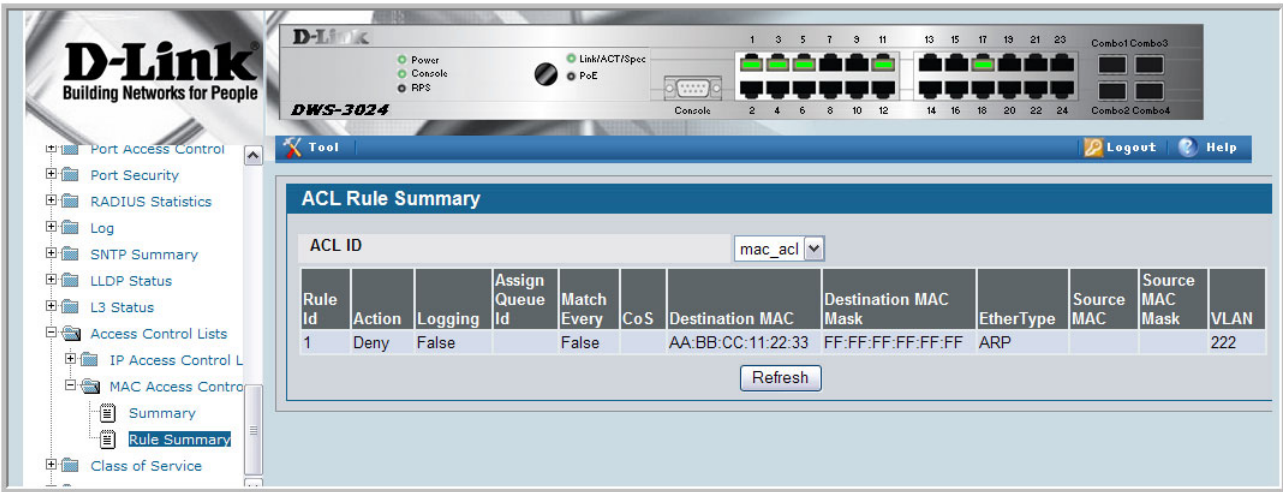 D-Link
Building Networks for People
D-Link
Power
Console
RPS
Link/ACT/Spec
PoE
DWS-3024
Console
1 3 5 7 9 11 13 15 17 19 21 23
2 4 6 8 10 12 14 16 18 20 22 24
Combo1 Combo3
Combo2 Combo4
Tool
Logout
Help
Port Access Control
Port Security
RADIUS Statistics
Log
SNTP Summary
LLDP Status
L3 Status
Access Control Lists
IP Access Control L
MAC Access Contro
Summary
Rule Summary
Class of Service
ACL Rule Summary
ACL ID mac_acl
Rule Id Action Logging Assign Queue Id Match Every CoS Destination MAC Destination MAC Mask EtherType Source MAC Source MAC Mask VLAN
1 Deny False False AA:BB:CC:11:22:33 FF:FF:FF:FF:FF:FF ARP 222
Refresh